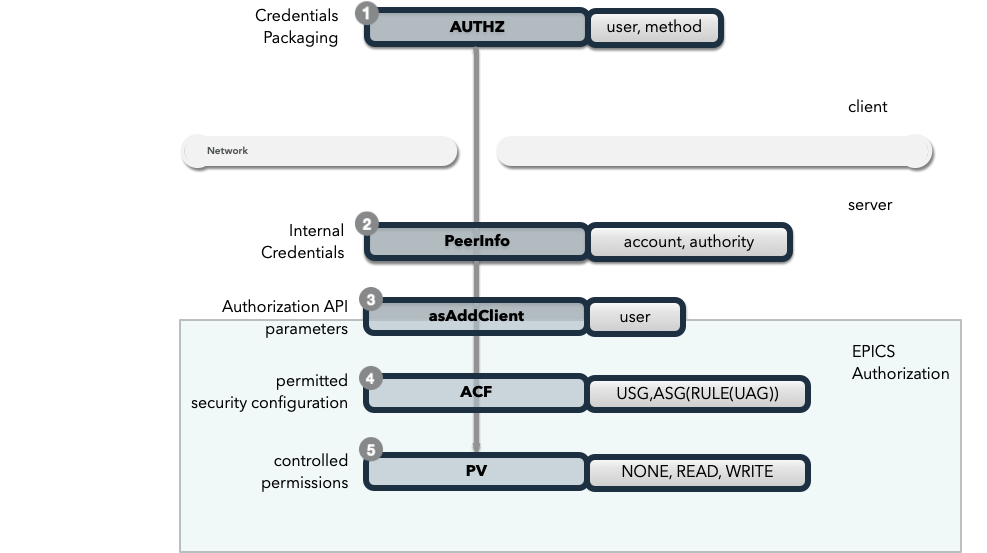 Credentials
Packaging
1
AUTHZ
user, method
client
Network
server
Internal
Credentials
2
PeerInfo
account, authority
Authorization API
parameters
3
asAddClient
user
EPICS
Authorization
permitted
security configuration
4
ACF
USG,ASG(RULE(UAG))
controlled
permissions
5
PV
NONE, READ, WRITE